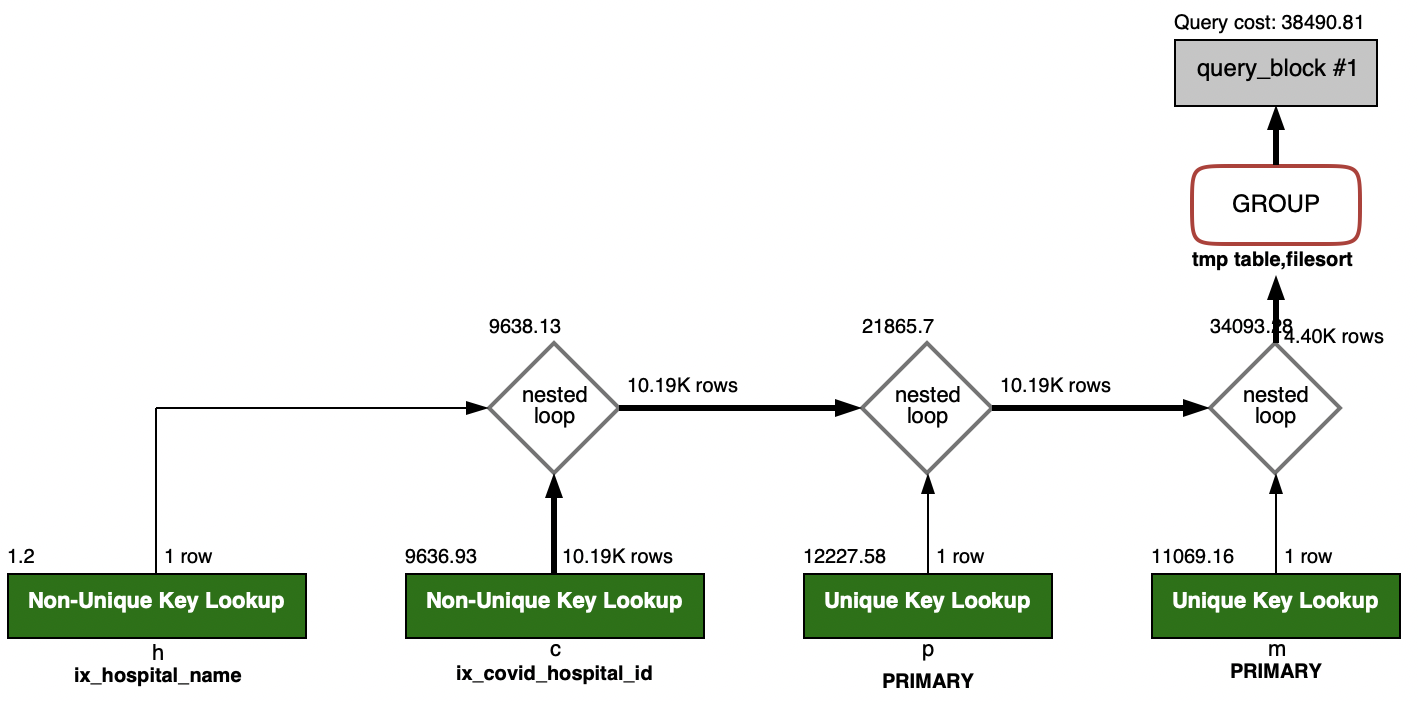 Query cost: 38490.81
query_block #1
GROUP
tmp table,filesort
9638.13
21865.7
34093.28
4.40K rows
nested
loop
10.19K rows
nested
loop
10.19K rows
nested
loop
1.2
1 row
9636.93
10.19K rows
12227.58
1 row
11069.16
1 row
Non-Unique Key Lookup
Non-Unique Key Lookup
Unique Key Lookup
Unique Key Lookup
h
c
p
m
ix_hospital_name
ix_covid_hospital_id
PRIMARY
PRIMARY